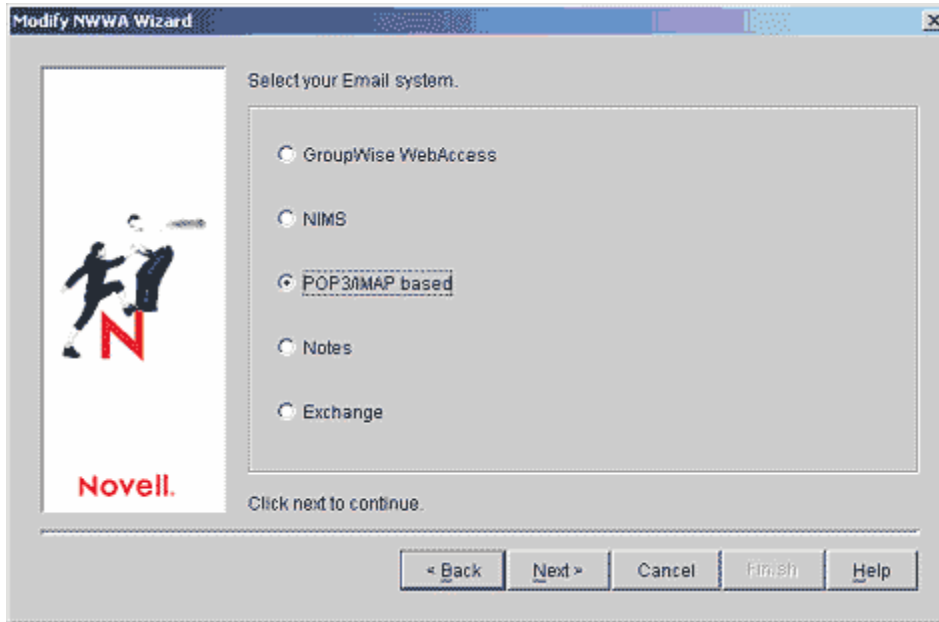 Modify NWWA Wizard
Select your Email system.
GroupWise WebAccess
NIMS
POP3/IMAP based
Notes
Exchange
N
Novell.
Click next to continue.
< Back Next > Cancel Finish Help